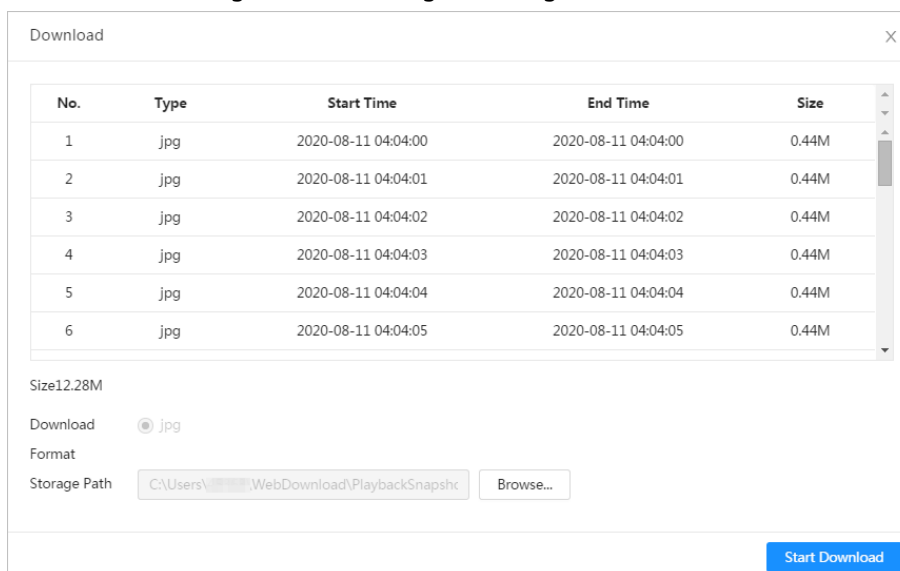 Download X
No. Type Start Time End Time Size
1 jpg 2020-08-11 04:04:00 2020-08-11 04:04:00 0.44M
2 jpg 2020-08-11 04:04:01 2020-08-11 04:04:01 0.44M
3 jpg 2020-08-11 04:04:02 2020-08-11 04:04:02 0.44M
4 jpg 2020-08-11 04:04:03 2020-08-11 04:04:03 0.44M
5 jpg 2020-08-11 04:04:04 2020-08-11 04:04:04 0.44M
6 jpg 2020-08-11 04:04:05 2020-08-11 04:04:05 0.44M
Size12.28M
Download jpg
Format
Storage Path C:\Users\ \WebDownload\PlaybackSnapsho Browse...
Start Download